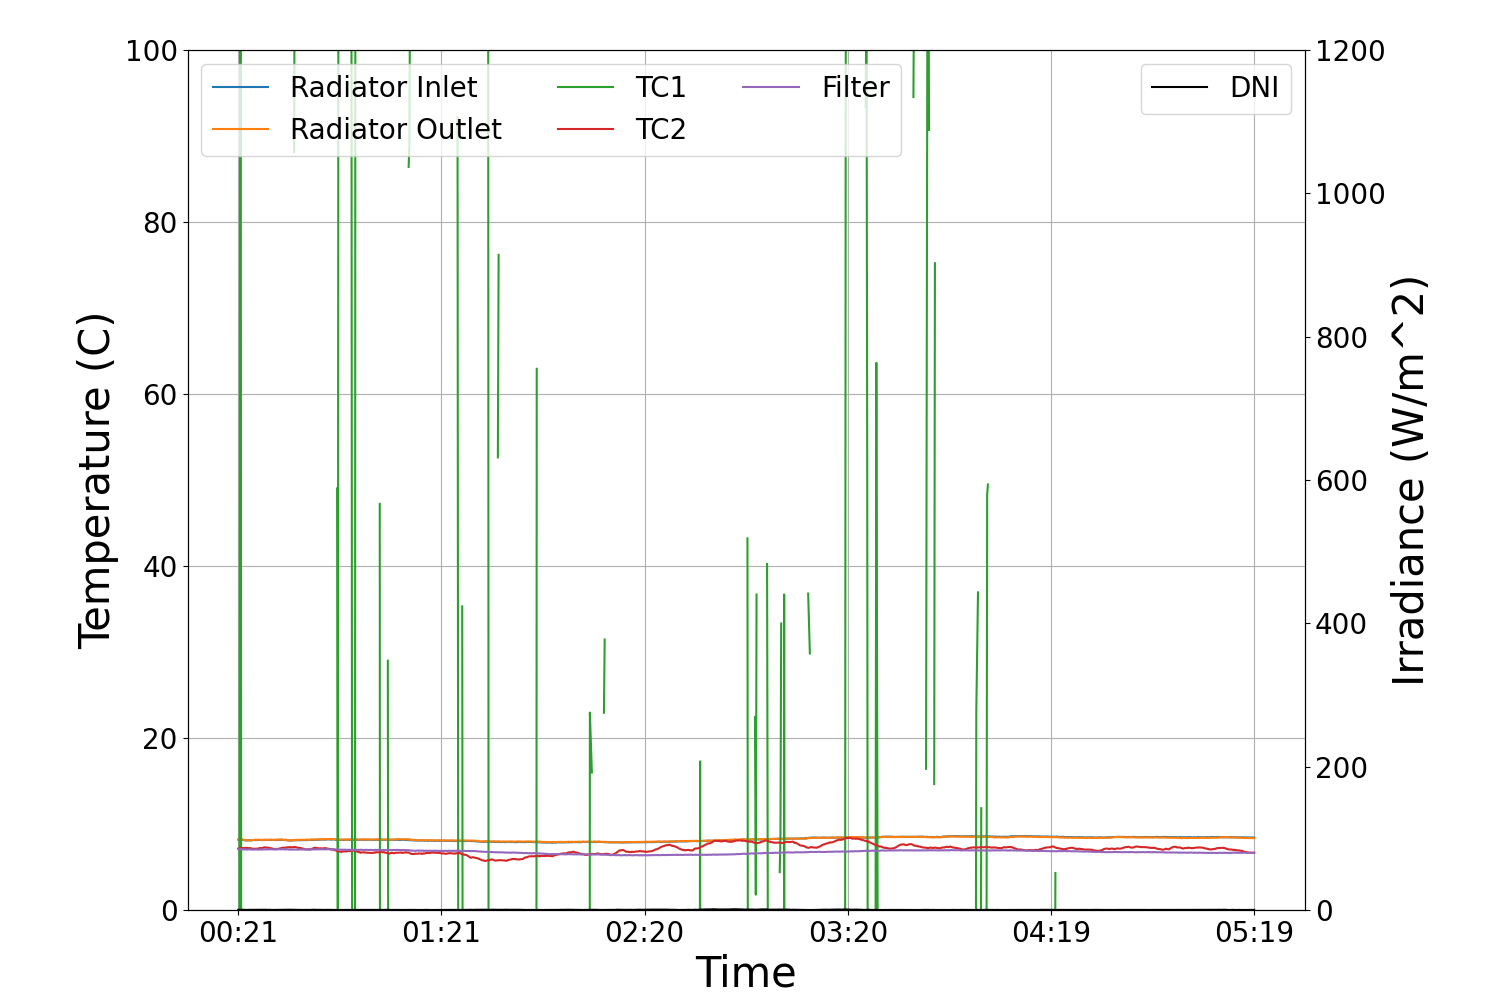 100
80
60
40
20
0
Temperature (C)
Radiator Inlet
Radiator Outlet
TC1
TC2
Filter
DNI
1200
1000
800
600
400
200
0
Irradiance (W/m^2)
00:21 01:21 02:20 03:20 04:19 05:19
Time